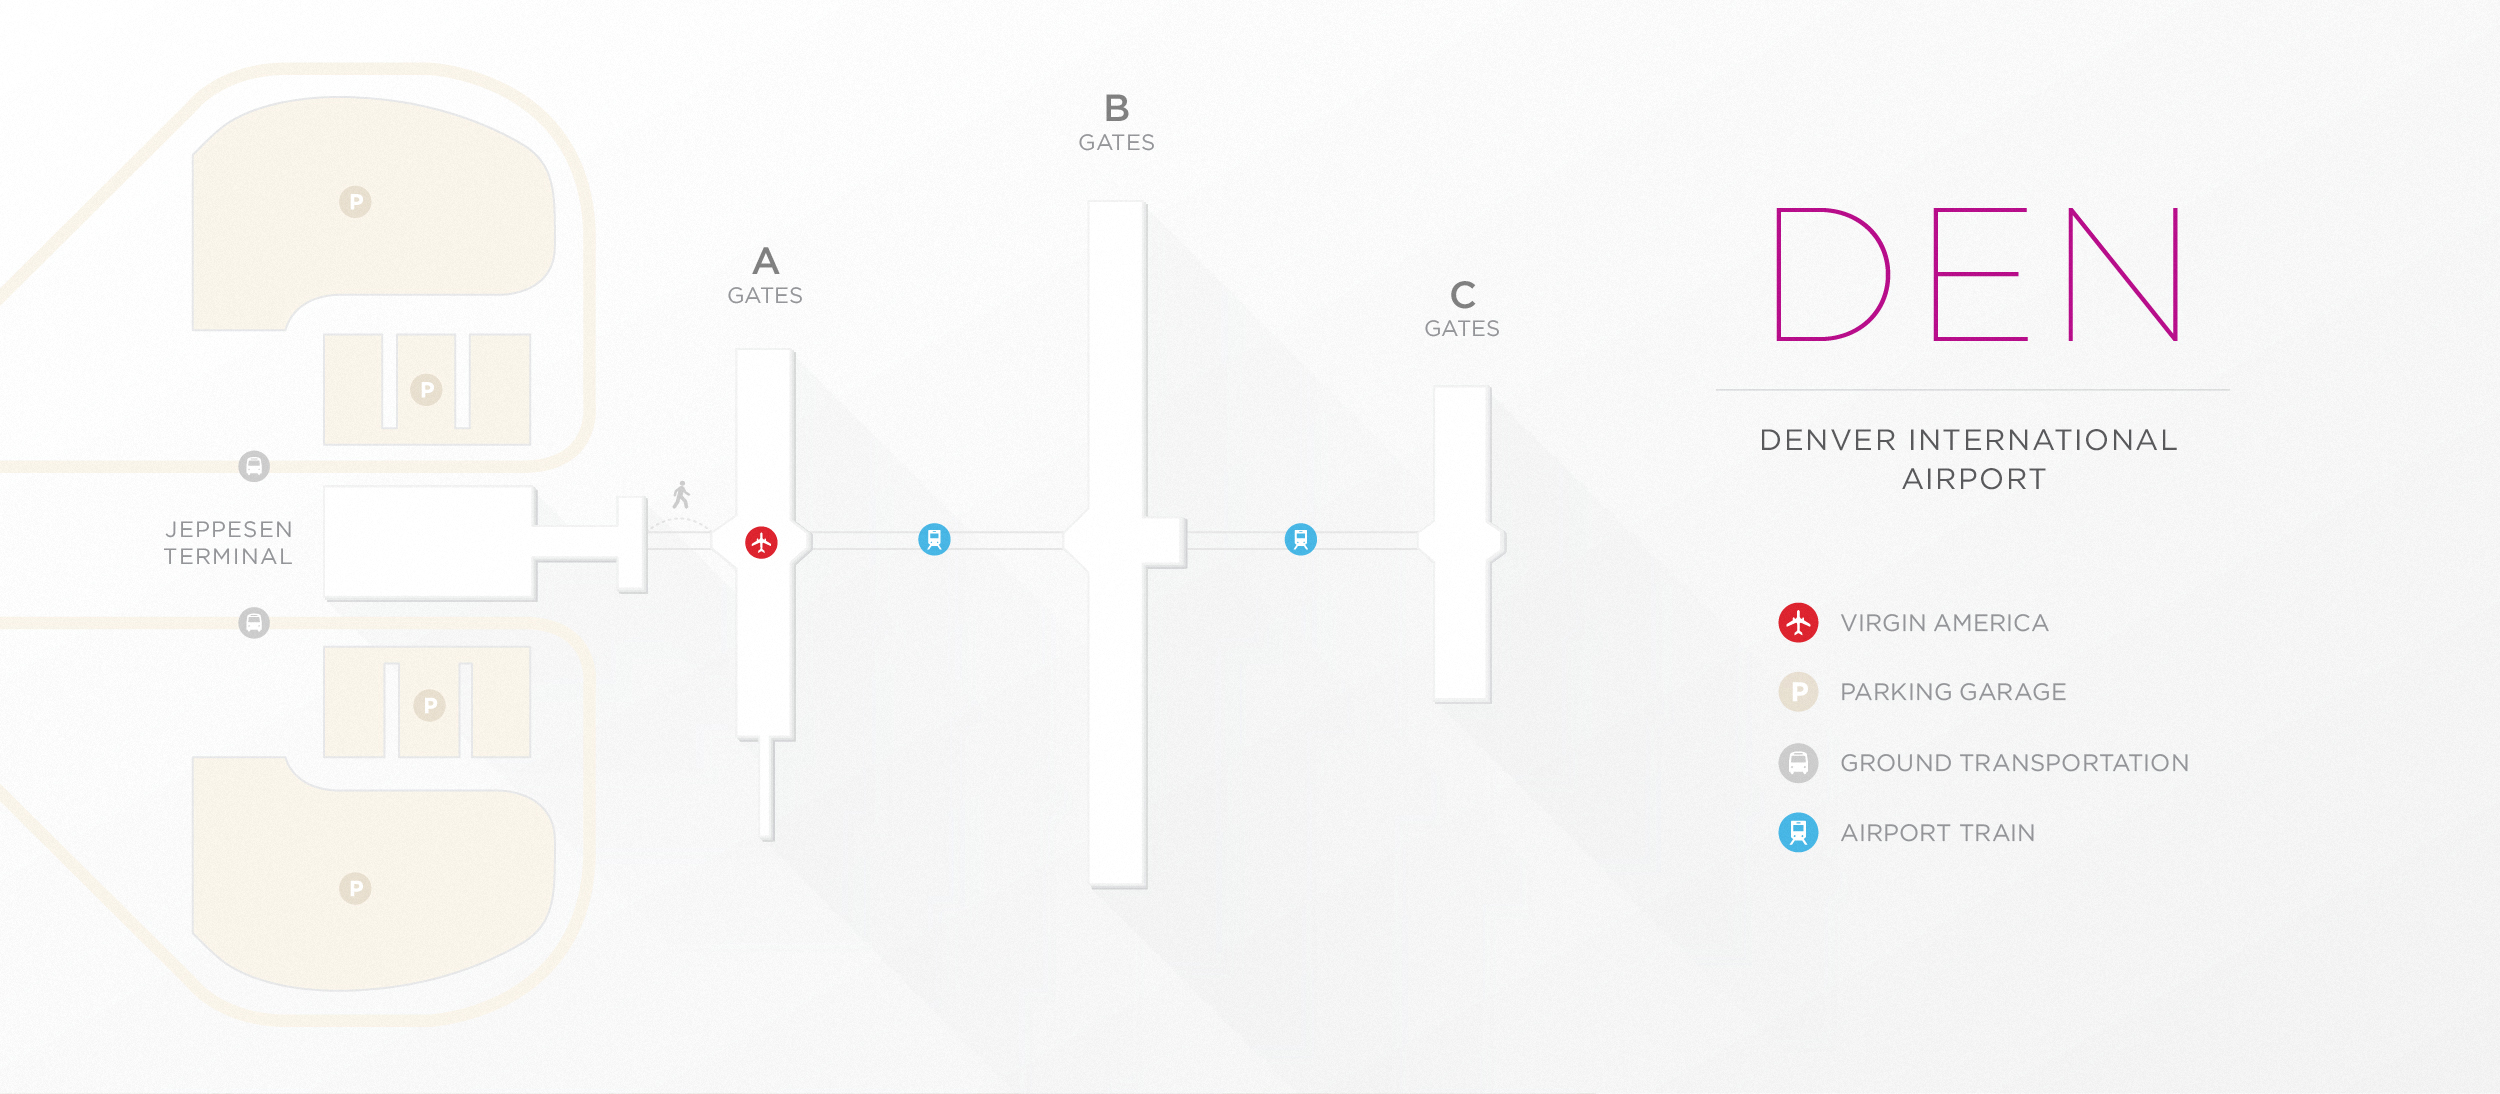 B
GATES
A
GATES
C
GATES
JEPPESEN
TERMINAL
P
P
P
P
DEN
DENVER INTERNATIONAL
AIRPORT
VIRGIN AMERICA
P
PARKING GARAGE
GROUND TRANSPORTATION
AIRPORT TRAIN